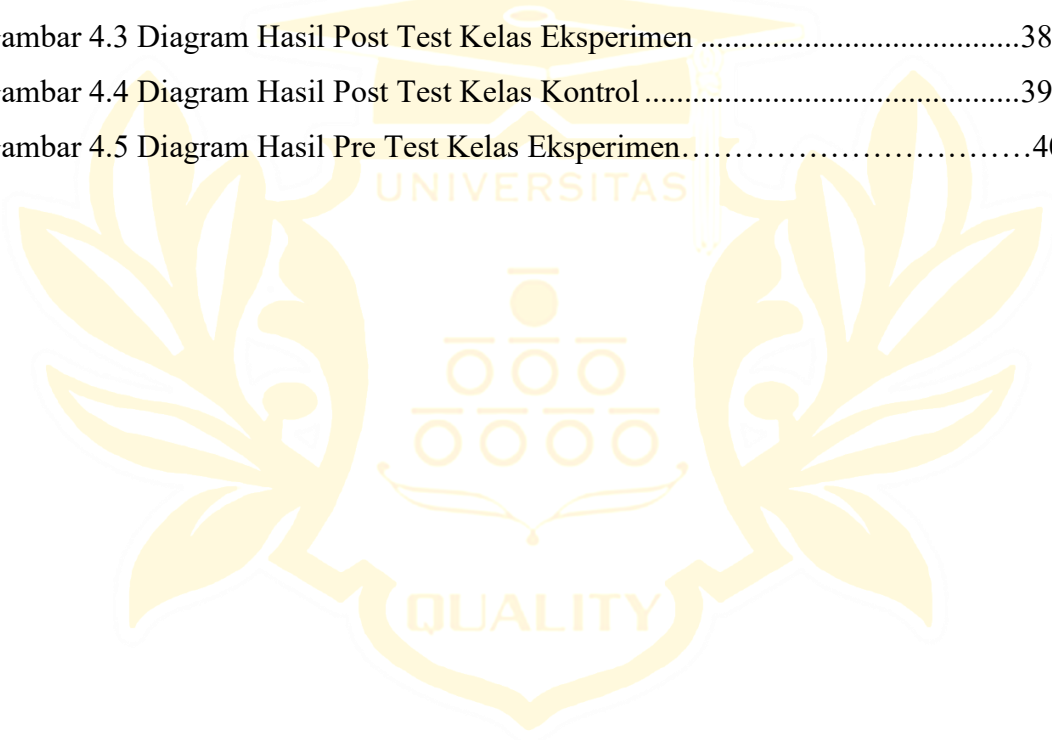 ambar 4.3 Diagram Hasil Post Test Kelas Eksperimen ......................................38
ambar 4.4 Diagram Hasil Post Test Kelas Kontrol .............................................39
ambar 4.5 Diagram Hasil Pre Test Kelas Eksperimen……………………………40
UNIVERSITAS
QUALITY